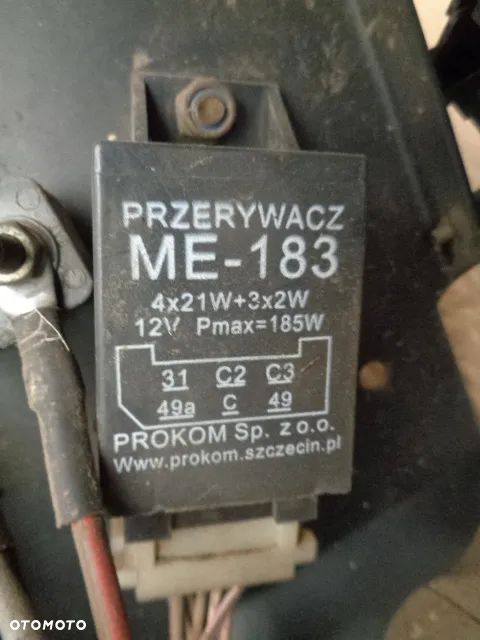 PRZERYWACZ
ME-183
4x21W+3x2W
12V Pmax=185W
31 C2 C3
49a C 49
PROKOM Sp. z o.o.
Www.prokom.szczecin.pl
OTOMOTO